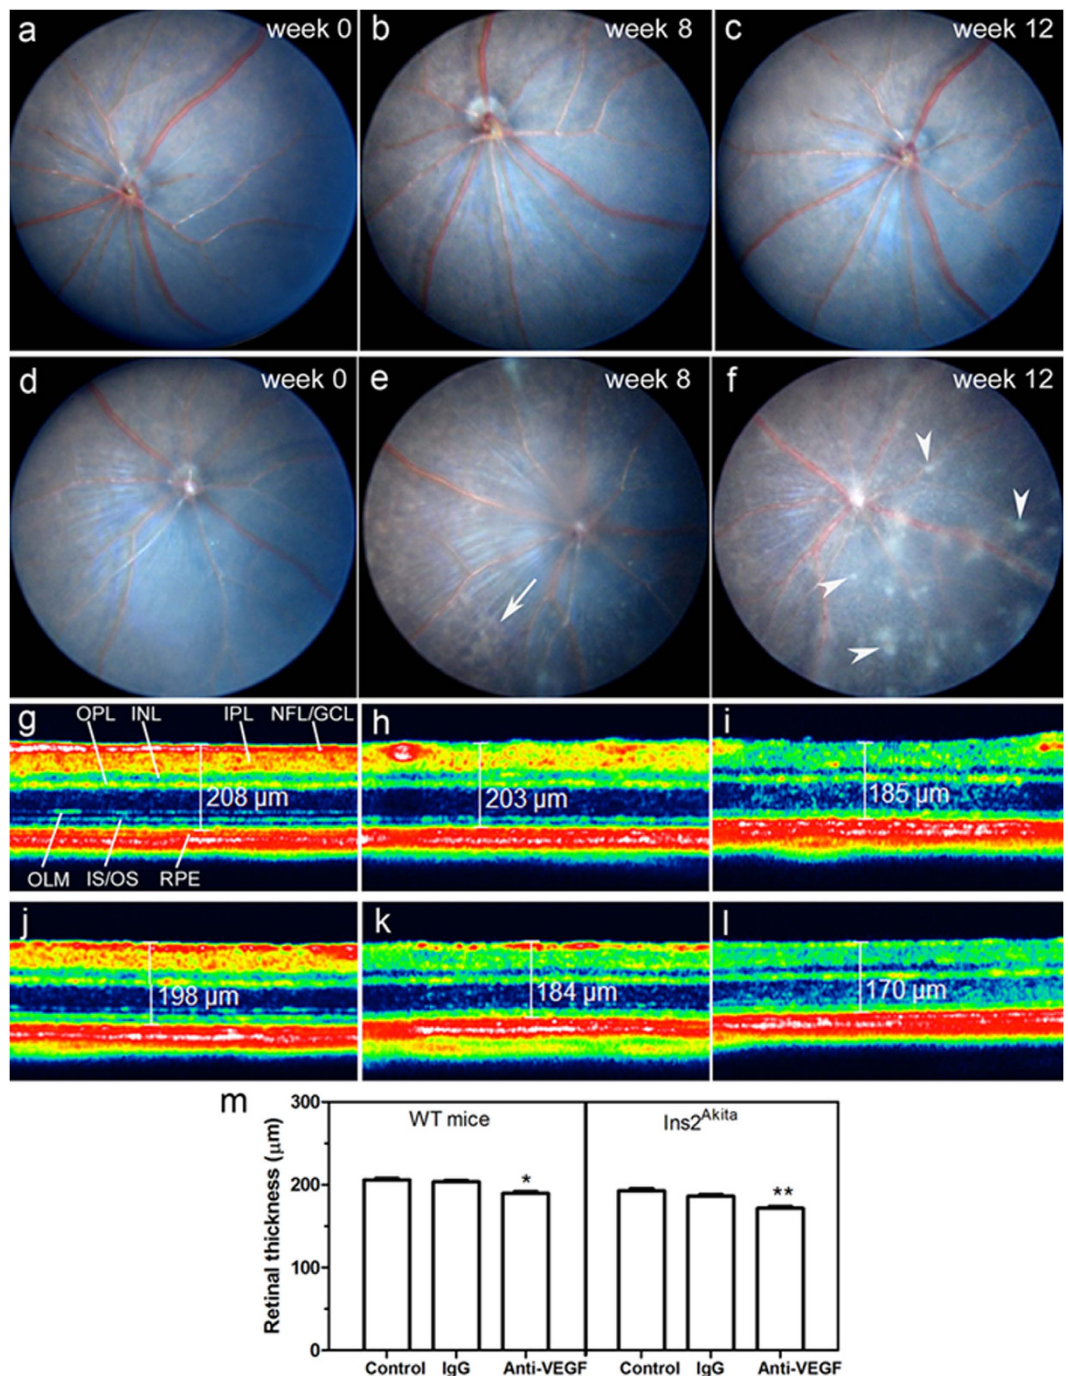 a week 0
b week 8
c week 12
d week 0
e week 8
f week 12
g OPL INL IPL NFL/GCL
208 µm
OLM IS/OS RPE
h
203 µm
i
185 µm
j
198 µm
k
184 µm
l
170 µm
m
WT mice
Ins2Akita
Retinal thickness (µm)
300
200
100
0
*
**
Control IgG Anti-VEGF Control IgG Anti-VEGF